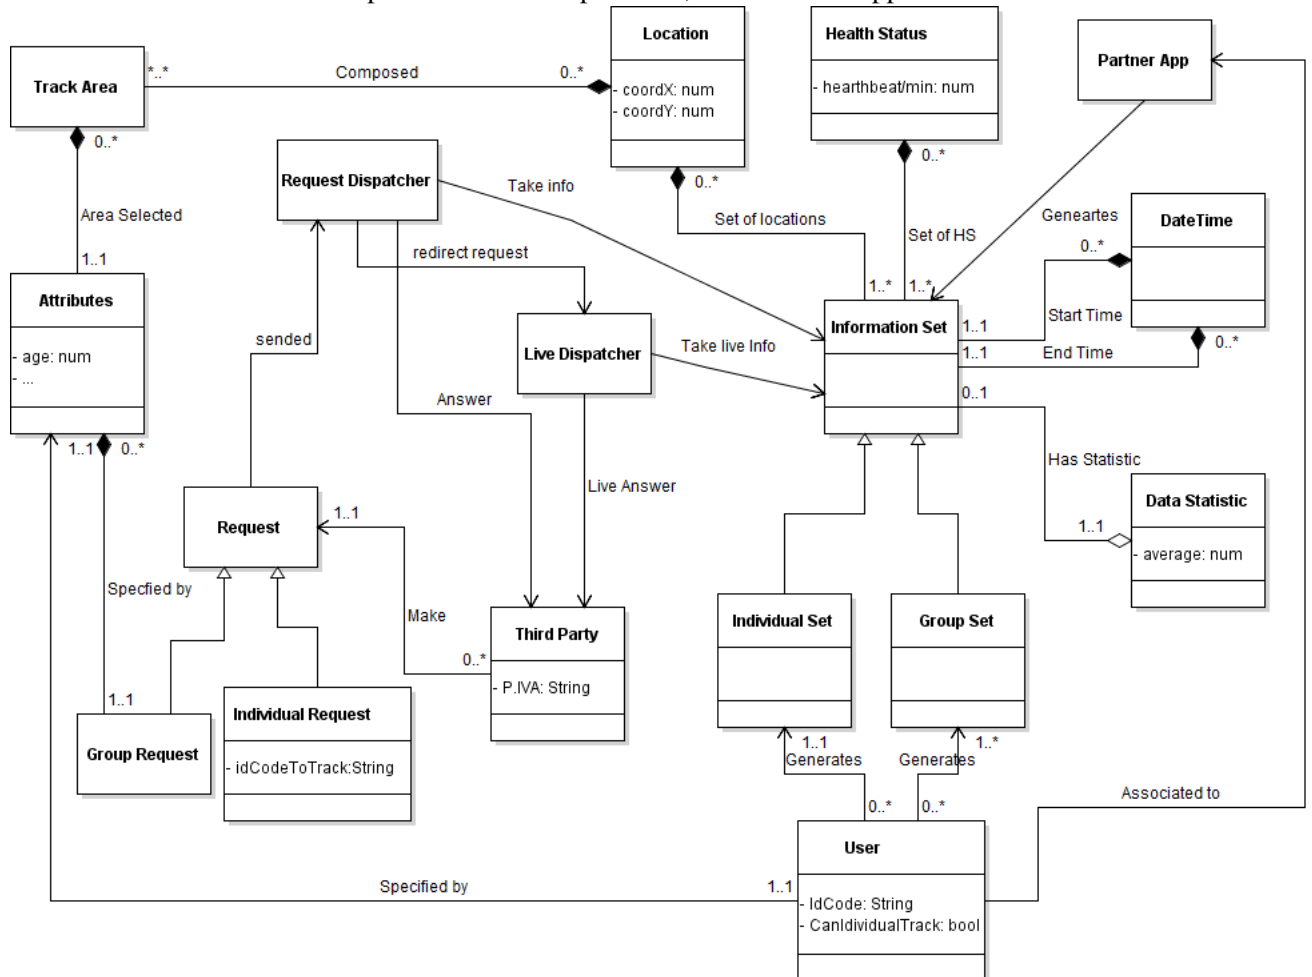 Location
Health Status
Partner App
Track Area
*..*
Composed
0..*
- coordX: num
- coordY: num
- hearthbeat/min: num
0..*
Request Dispatcher
Take info
0..*
0..*
Geneartes
DateTime
Area Selected
Set of locations
Set of HS
0..*
redirect request
1..1
Attributes
1..*
1..*
Information Set
1..1
Start Time
sended
Live Dispatcher
Take live Info
1..1
End Time
0..*
- age: num
- ...
0..1
Answer
1..1
0..*
Has Statistic
Live Answer
Data Statistic
Request
1..1
1..1
- average: num
Specfied by
Make
Third Party
Individual Set
Group Set
0..*
- P.IVA: String
1..1
Individual Request
Group Request
- idCodeToTrack:String
1..1
1..*
Generates
Generates
0..*
0..*
Associated to
User
Specified by
1..1
- IdCode: String
- CanIdividualTrack: bool